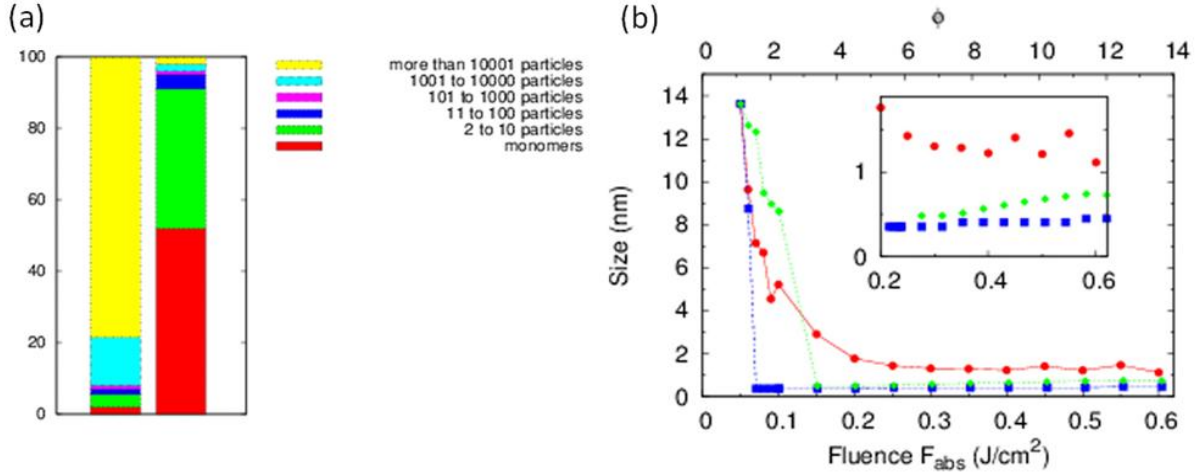 (a)
100
80
60
40
20
0
more than 10001 particles
1001 to 10000 particles
101 to 1000 particles
11 to 100 particles
2 to 10 particles
monomers
(b)
ϕ
0 2 4 6 8 10 12 14
14
12
10
8
6
4
2
0
Size (nm)
1
0
0.2 0.4 0.6
0 0.1 0.2 0.3 0.4 0.5 0.6
Fluence Fabs (J/cm²)